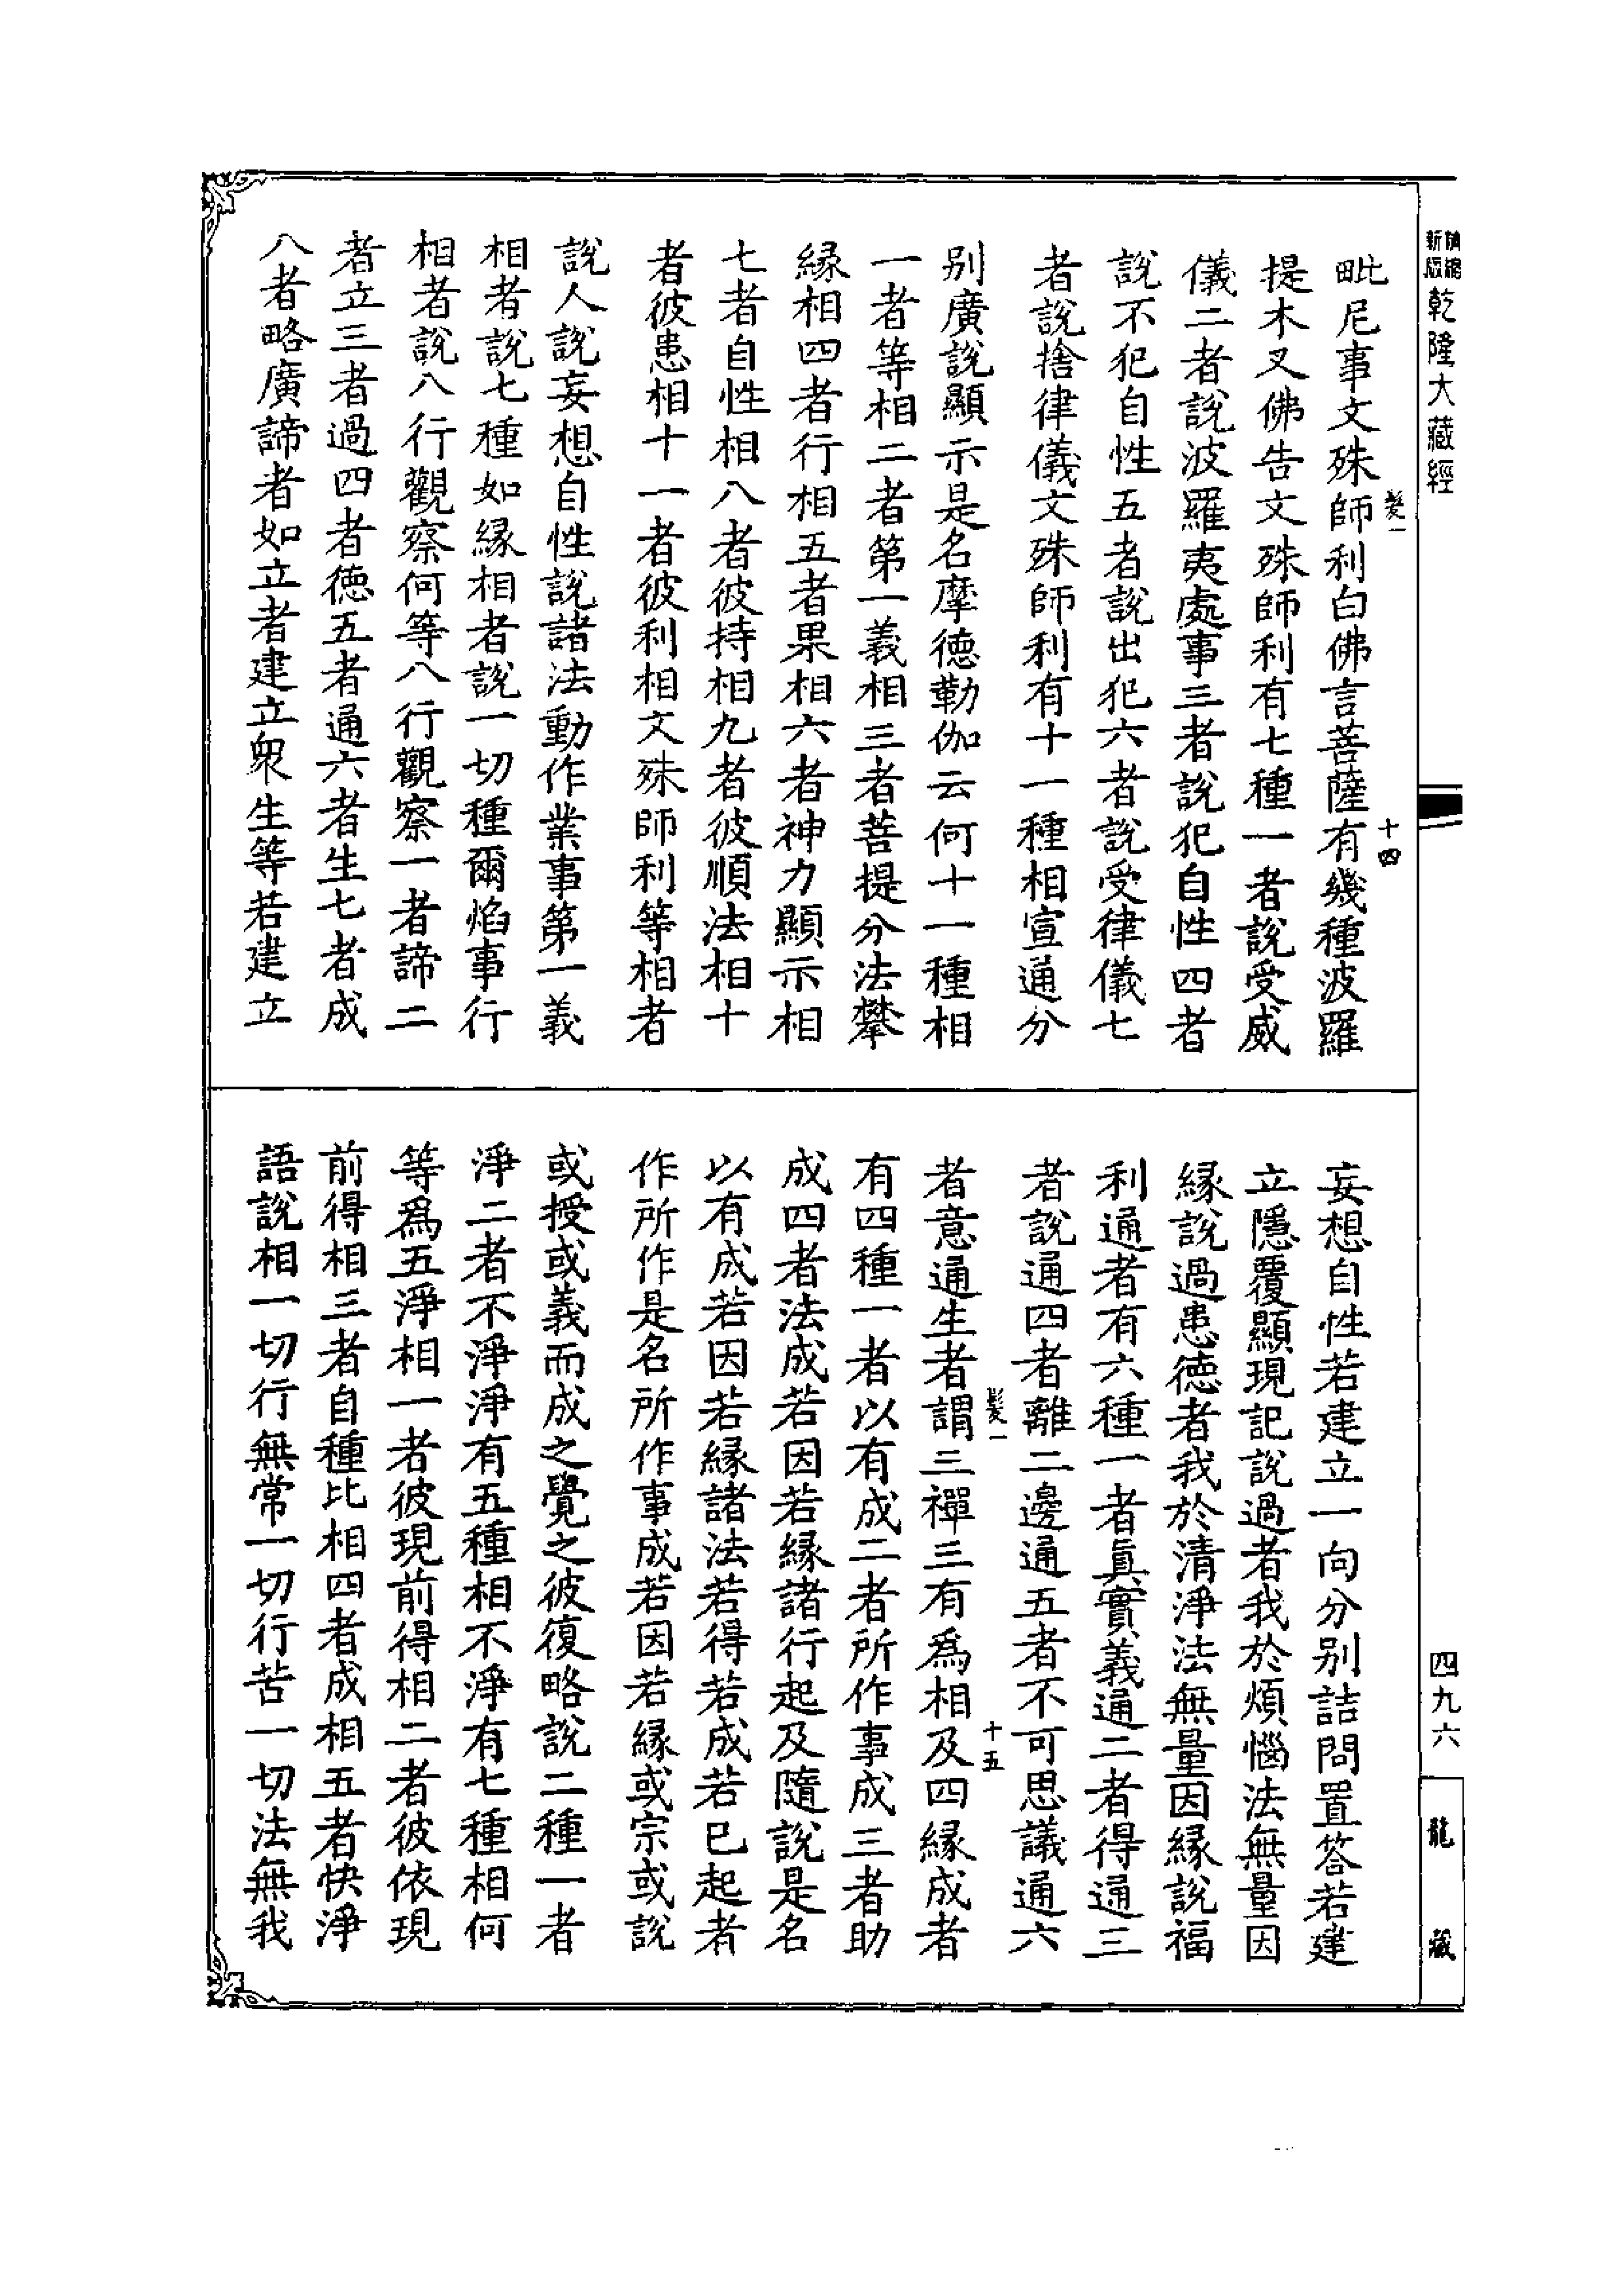 乾隆大藏經
毗尼事文殊師利白佛言菩薩有幾種波羅
提木叉佛告文殊師利有七種一者說受威
儀二者說波羅夷處事三者說犯自性四者
說不犯自性五者說出犯六者說受律儀七
者說捨律儀文殊師利有十一種相宣通分
别廣說顯示是名摩德勒伽云何十一種相
一者等相二者第一義相三者菩提分法攀
緣相四者行相五者果相六者神力顯示相
七者自性相八者彼持相九者彼順法相十
者彼患相十一者彼利相文殊師利等相者
說人說妄想自性說諸法動作業事第一義
相者說七種如緣相者說一切種爾焰事行
相者說八行觀察何等八行觀察一者諦二
者立三者過四者德五者通六者生七者成
八者略廣諦者如立者建立衆生等若建立
十四
妄想自性若建立一向分别詰問置答若建
立隱覆顯現記說過者我於煩惱法無量因
緣說過患德者我於清淨法無量因緣說福
利通者有六種一者眞實義通二者得通三
者說通四者離二邊通五者不可思議通六
者意通生者謂三禪三有爲相及四緣成者
有四種一者以有成二者所作事成三者助
成四者法成若因若緣諸行起及隨說是名
以有成若因若緣諸法若得若成若已起者
作所作是名所作事成若因若緣或宗或說
或授或義而成之覺之彼復略說二種一者
淨二者不淨淨有五種相不淨有七種相何
等爲五淨相一者彼現前得相二者彼依現
前得相三者自種比相四者成相五者快淨
語說相一切行無常一切行苦一切法無我
髮一
十五
四九六
龍藏